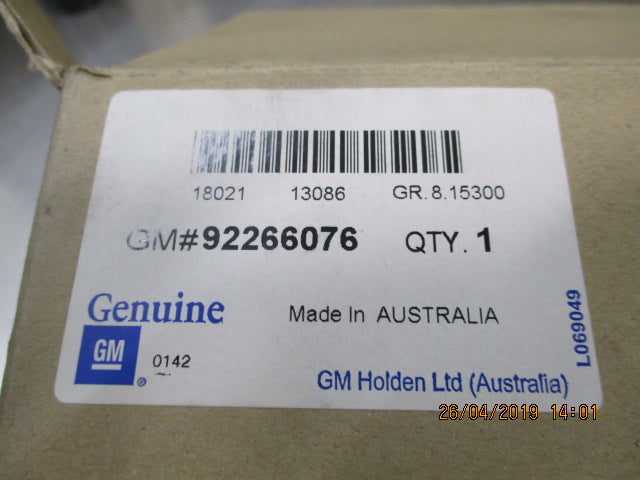 18021 13086 GR. 8.15300
GM#92266076 QTY. 1
Genuine
Made In AUSTRALIA
GM
®
0142
GM Holden Ltd (Australia)
L069049
26/04/2019 14:01